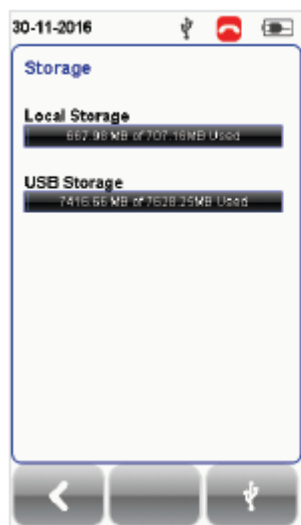 30-11-2016
Storage
Local Storage
667.98 MB of 707.16MB Used
USB Storage
7416.66 MB of 7628.25MB Used